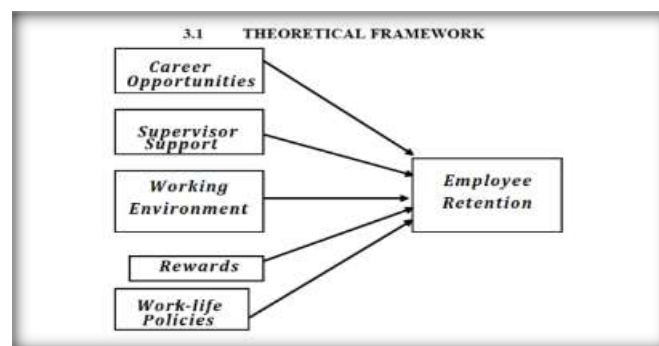 3.1 THEORETICAL FRAMEWORK
Career
Opportunities
Supervisor
Support
Working
Environment
Employee
Retention
Rewards
Work-life
Policies